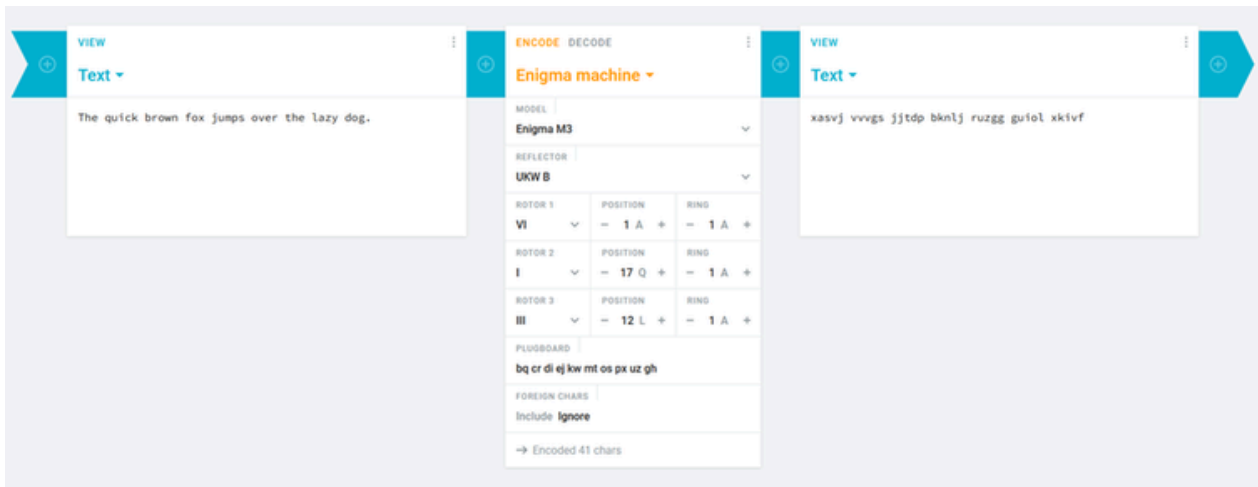 VIEW
Text
The quick brown fox jumps over the lazy dog.
ENCODE DECODE
Enigma machine
MODEL
Enigma M3
REFLECTOR
UKW B
ROTOR 1 POSITION RING
VI − 1 A + − 1 A +
ROTOR 2 POSITION RING
I − 17 Q + − 1 A +
ROTOR 3 POSITION RING
III − 12 L + − 1 A +
PLUGBOARD
bq cr di ej kw mt os px uz gh
FOREIGN CHARS
Include Ignore
→ Encoded 41 chars
VIEW
Text
xasvj vvvgs jjtdp bknlj ruzgg guiol xkivf